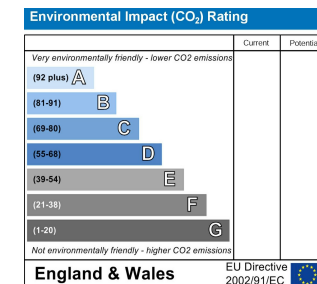 Environmental Impact (CO₂) Rating
Current Potentia
Very environmentally friendly - lower CO2 emissions
(92 plus) A
(81-91) B
(69-80) C
(55-68) D
(39-54) E
(21-38) F
(1-20) G
Not environmentally friendly - higher CO2 emissions
England & Wales
EU Directive
2002/91/EC